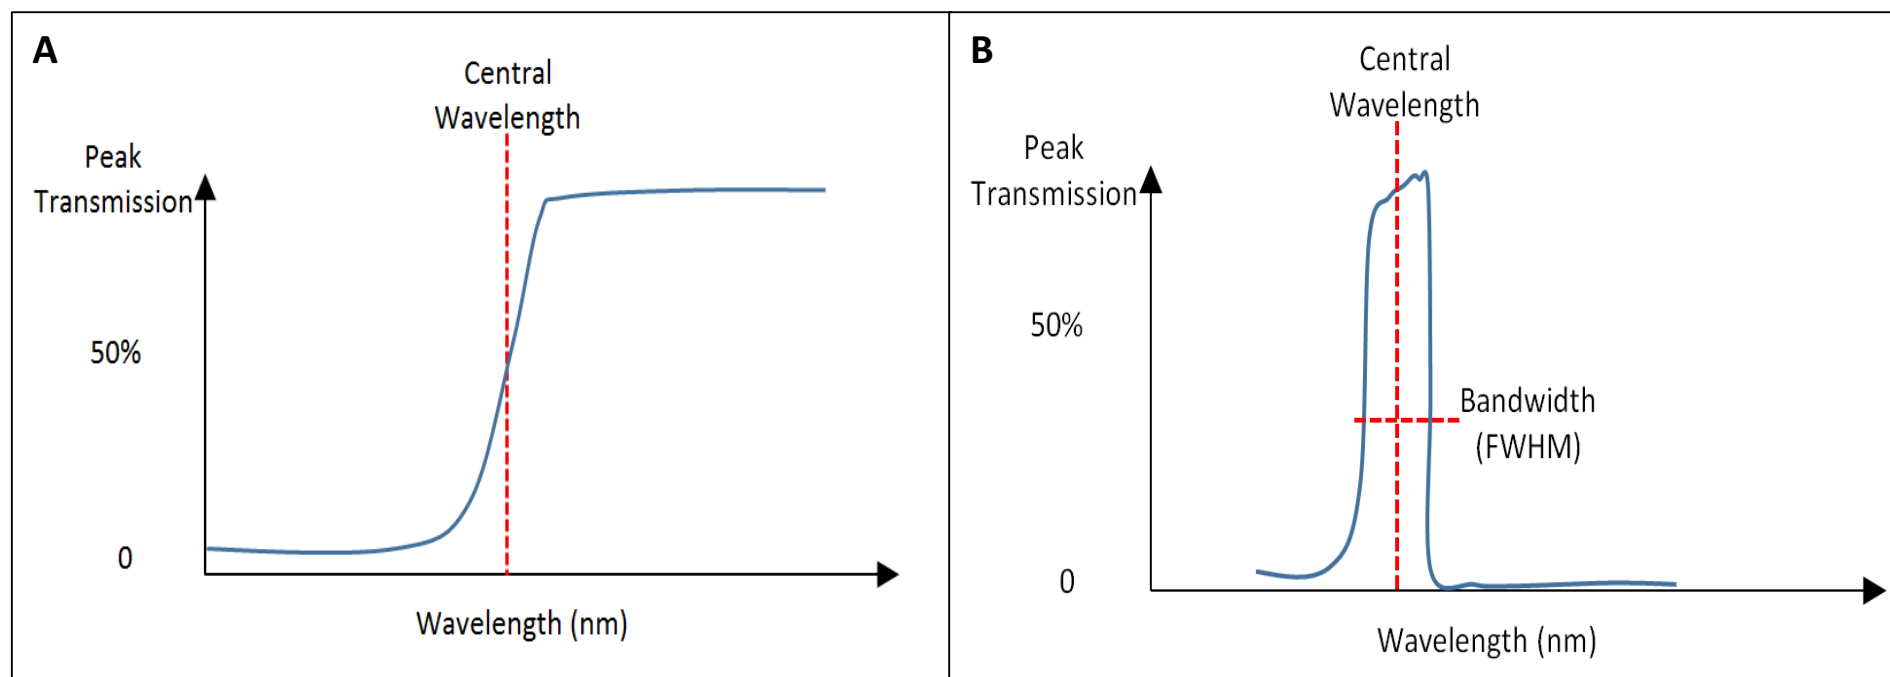 A
Central
Wavelength
Peak
Transmission
50%
0
Wavelength (nm)
B
Central
Wavelength
Peak
Transmission
50%
Bandwidth
(FWHM)
0
Wavelength (nm)